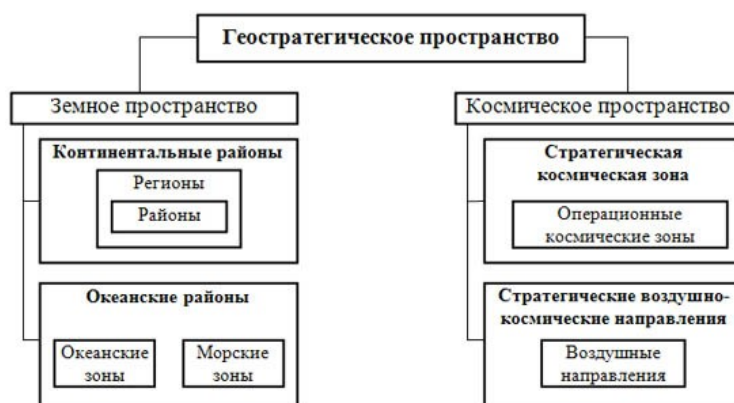 Геостратегическое пространство
Земное пространство
Континентальные районы
Регионы
Районы
Океанские районы
Океанские
зоны
Морские
зоны
Космическое пространство
Стратегическая
космическая зона
Операционные
космические зоны
Стратегические воздушно-
космические направления
Воздушные
направления